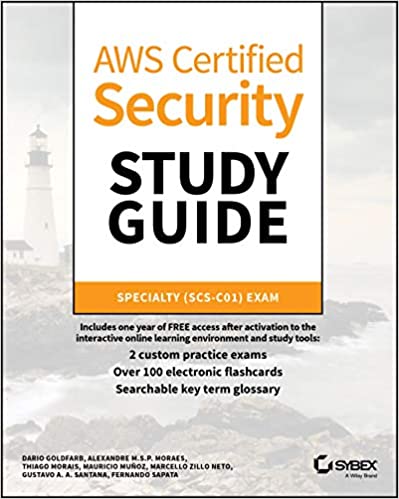 AWS Certified
Security
STUDY
GUIDE
SPECIALTY (SCS-C01) EXAM
Includes one year of FREE access after activation to the
interactive online learning environment and study tools:
2 custom practice exams
Over 100 electronic flashcards
Searchable key term glossary
DARIO GOLDFARB, ALEXANDRE M.S.P. MORAES,
THIAGO MORAIS, MAURICIO MUÑOZ, MARCELLO ZILLO NETO,
GUSTAVO A. A. SANTANA, FERNANDO SAPATA
SYBEX
A Wiley Brand